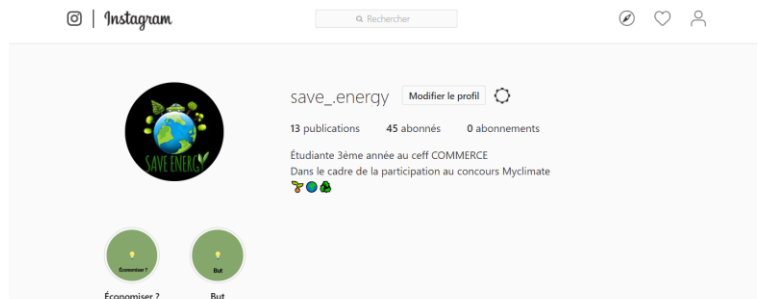 Instagram
Rechercher
save_.energy Modifier le profil
13 publications 45 abonnés 0 abonnements
Étudiante 3ème année au ceff COMMERCE
Dans le cadre de la participation au concours Myclimate
SAVE ENERGY
Économiser ?
But
Économiser ?
But